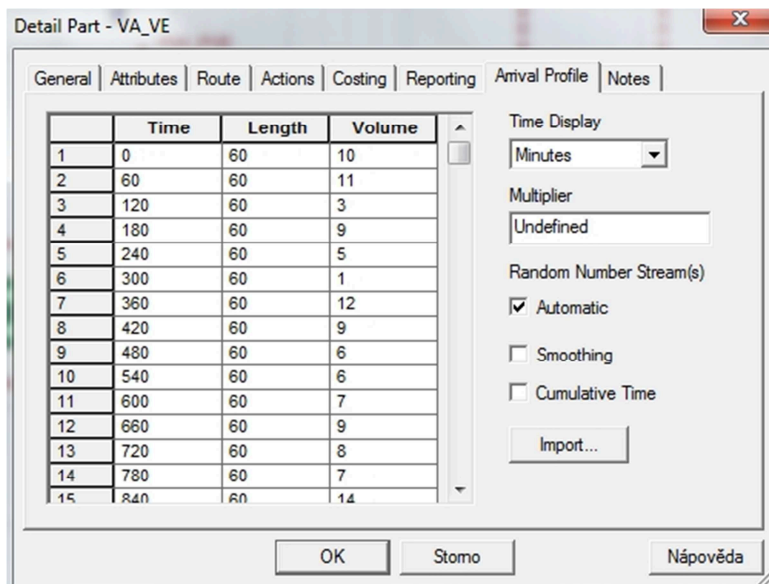 Detail Part - VA_VE
General Attributes Route Actions Costing Reporting Arrival Profile Notes
Time Length Volume
1 0 60 10
2 60 60 11
3 120 60 3
4 180 60 9
5 240 60 5
6 300 60 1
7 360 60 12
8 420 60 9
9 480 60 6
10 540 60 6
11 600 60 7
12 660 60 9
13 720 60 8
14 780 60 7
15 840 60 14
Time Display
Minutes
Multiplier
Undefined
Random Number Stream(s)
Automatic
Smoothing
Cumulative Time
Import...
OK Storno Nápověda